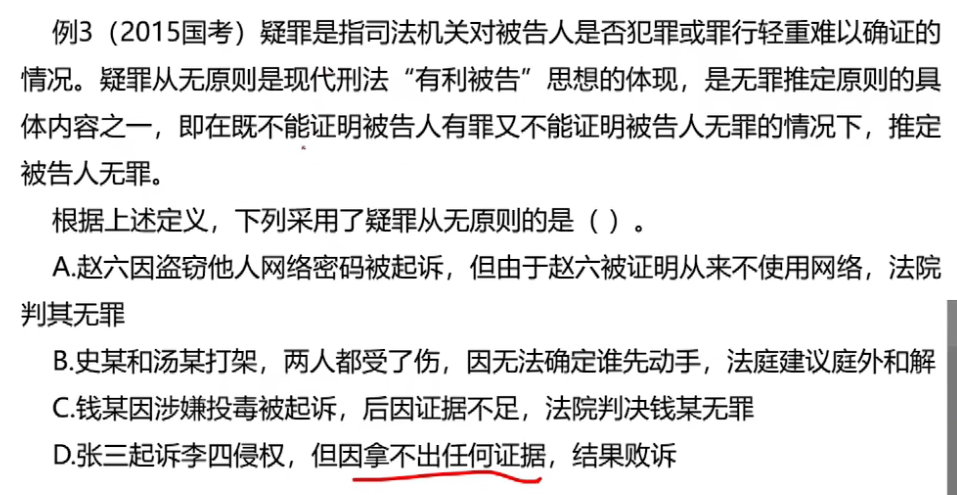 例3（2015国考）疑罪是指司法机关对被告人是否犯罪或罪行轻重难以确证的
情况。疑罪从无原则是现代刑法“有利被告”思想的体现，是无罪推定原则的具
体内容之一，即在既不能证明被告人有罪又不能证明被告人无罪的情况下，推定
被告人无罪。
根据上述定义，下列采用了疑罪从无原则的是（ ）。
A.赵六因盗窃他人网络密码被起诉，但由于赵六被证明从来不使用网络，法院
判其无罪
B.史某和汤某打架，两人都受了伤，因无法确定谁先动手，法庭建议庭外和解
C.钱某因涉嫌投毒被起诉，后因证据不足，法院判决钱某无罪
D.张三起诉李四侵权，但因拿不出任何证据，结果败诉